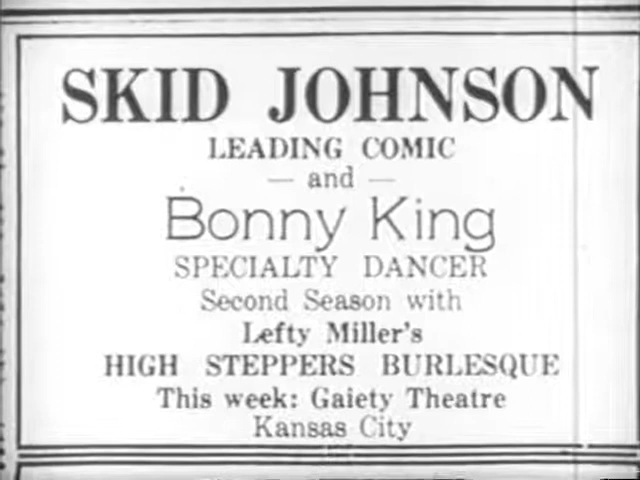 SKID JOHNSON
LEADING COMIC
— and —
Bonny King
SPECIALTY DANCER
Second Season with
Lefty Miller's
HIGH STEPPERS BURLESQUE
This week: Gaiety Theatre
Kansas City